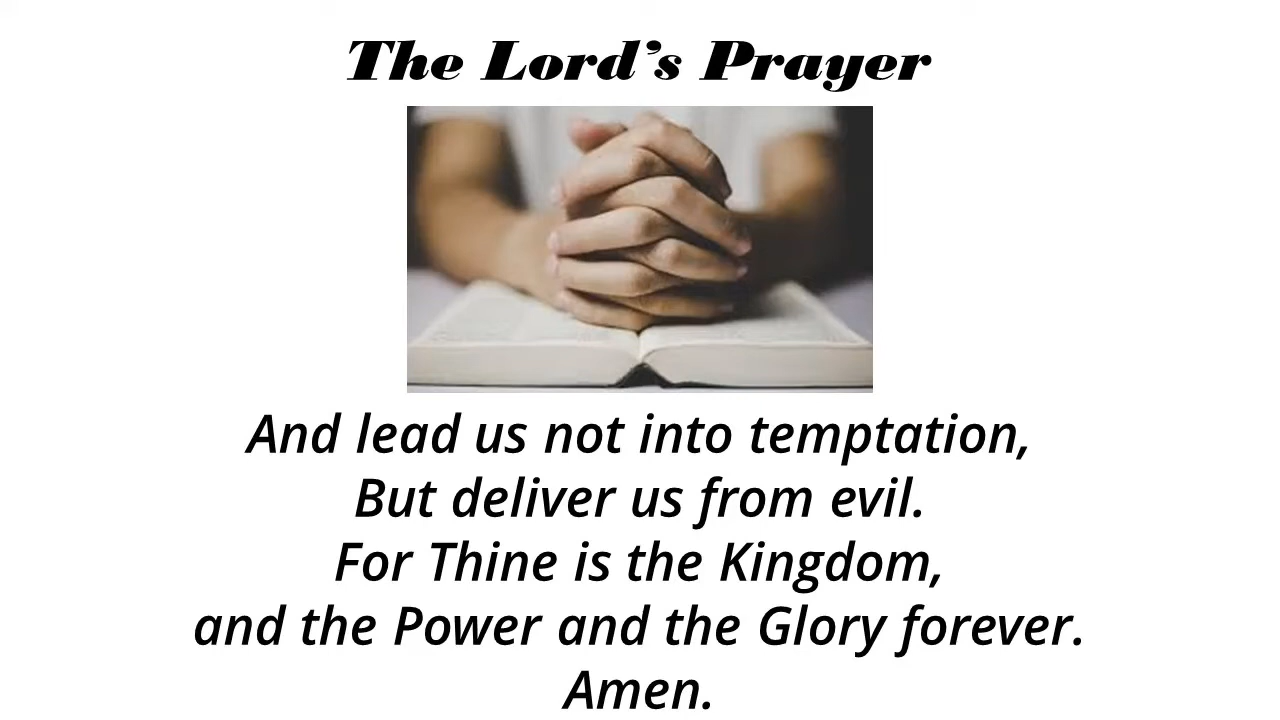 The Lord’s Prayer
And lead us not into temptation,
But deliver us from evil.
For Thine is the Kingdom,
and the Power and the Glory forever.
Amen.